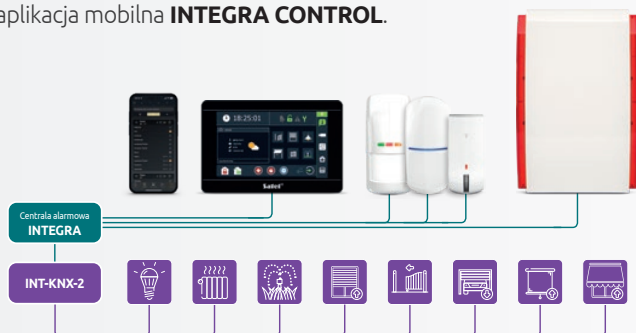 aplikacja mobilna INTEGRA CONTROL.
18:25:01
Satel
Centrala alarmowa
INTEGRA
INT-KNX-2